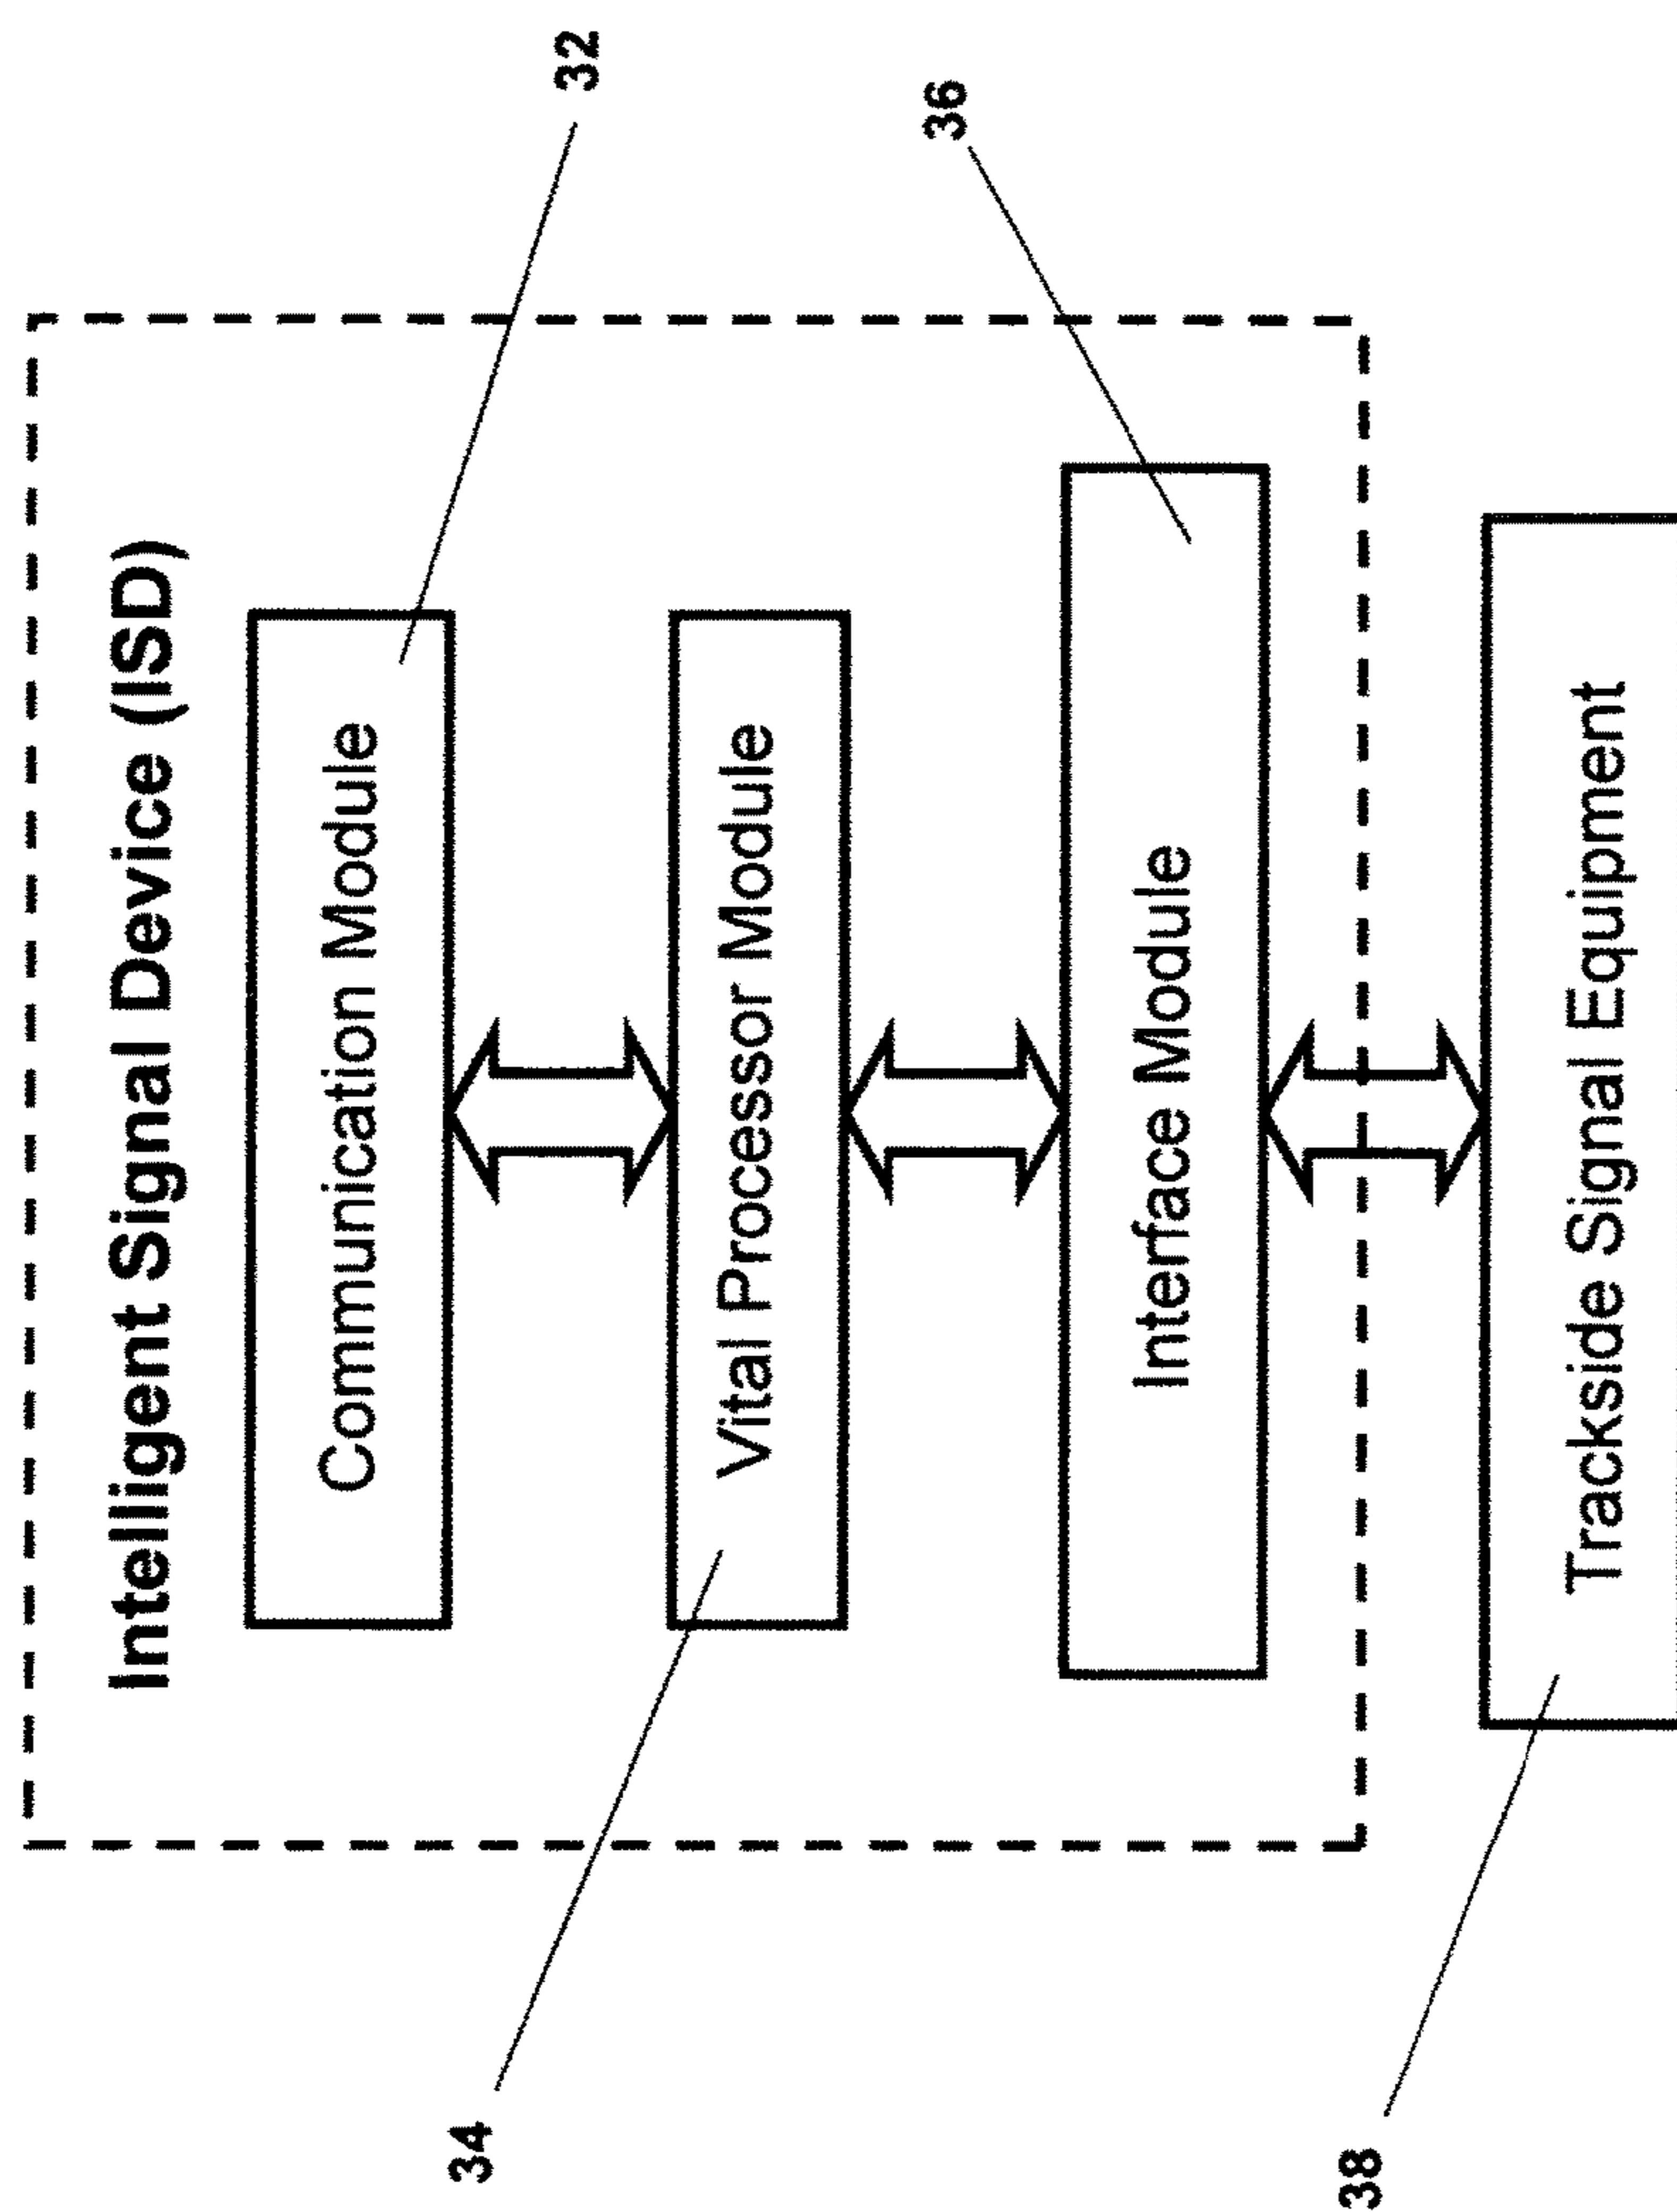 Intelligent Signal Device (ISD)
Communication Module
32
34
Vital Processor Module
Interface Module
36
38
Trackside Signal Equipment